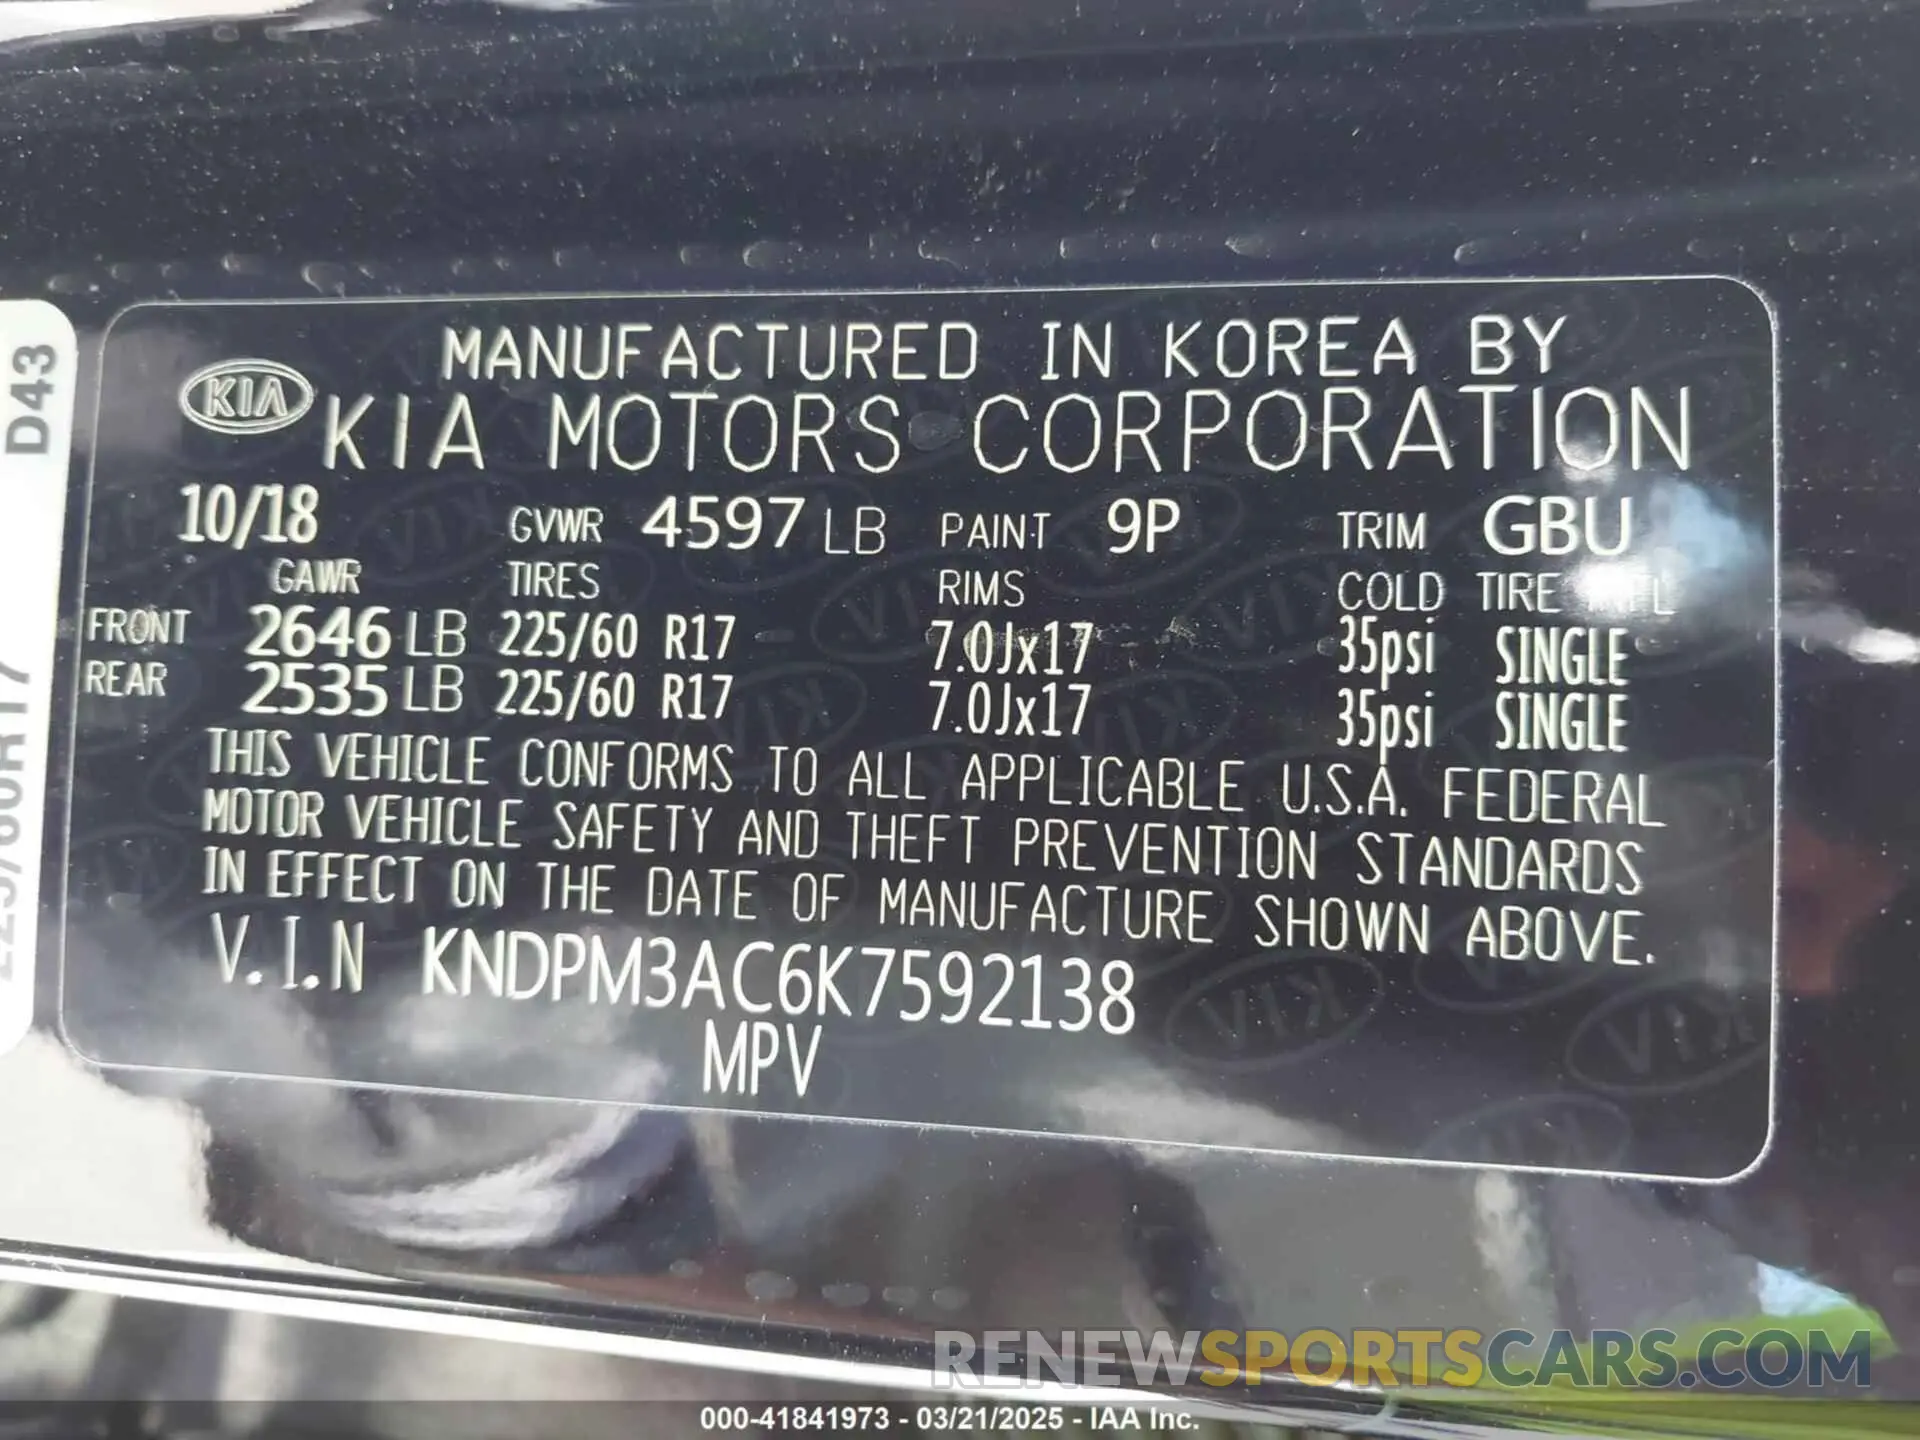 MANUFACTURED IN KOREA BY
KIA KIA MOTORS CORPORATION
10/18 GVWR 4597 LB PAINT 9P TRIM GBU
GAWR TIRES RIMS COLD TIRE INFL
FRONT 2646 LB 225/60 R17 7.0Jx17 35psi SINGLE
REAR 2535 LB 225/60 R17 7.0Jx17 35psi SINGLE
THIS VEHICLE CONFORMS TO ALL APPLICABLE U.S.A. FEDERAL
MOTOR VEHICLE SAFETY AND THEFT PREVENTION STANDARDS
IN EFFECT ON THE DATE OF MANUFACTURE SHOWN ABOVE.
V.I.N KNDPM3AC6K7592138
MPV
D43
225/60R17
RENEWSPORTSCARS.COM
000-41841973 - 03/21/2025 - IAA Inc.